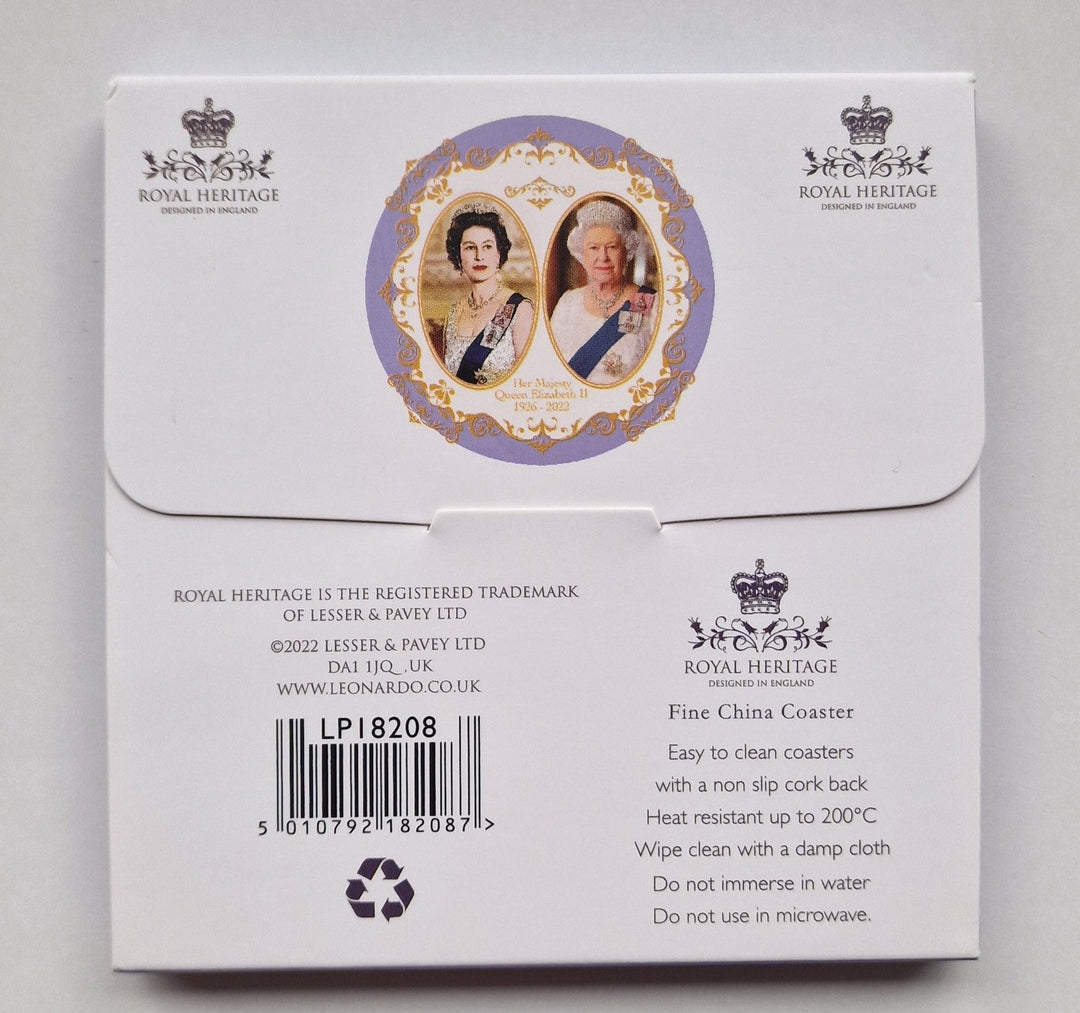 ROYAL HERITAGE
DESIGNED IN ENGLAND
ROYAL HERITAGE
DESIGNED IN ENGLAND
Her Majesty
Queen Elizabeth II
1926 - 2022
ROYAL HERITAGE IS THE REGISTERED TRADEMARK
OF LESSER & PAVEY LTD
©2022 LESSER & PAVEY LTD
DA1 1JQ ,UK
WWW.LEONARDO.CO.UK
LP18208
5 010792 182087 >
ROYAL HERITAGE
DESIGNED IN ENGLAND
Fine China Coaster
Easy to clean coasters
with a non slip cork back
Heat resistant up to 200°C
Wipe clean with a damp cloth
Do not immerse in water
Do not use in microwave.